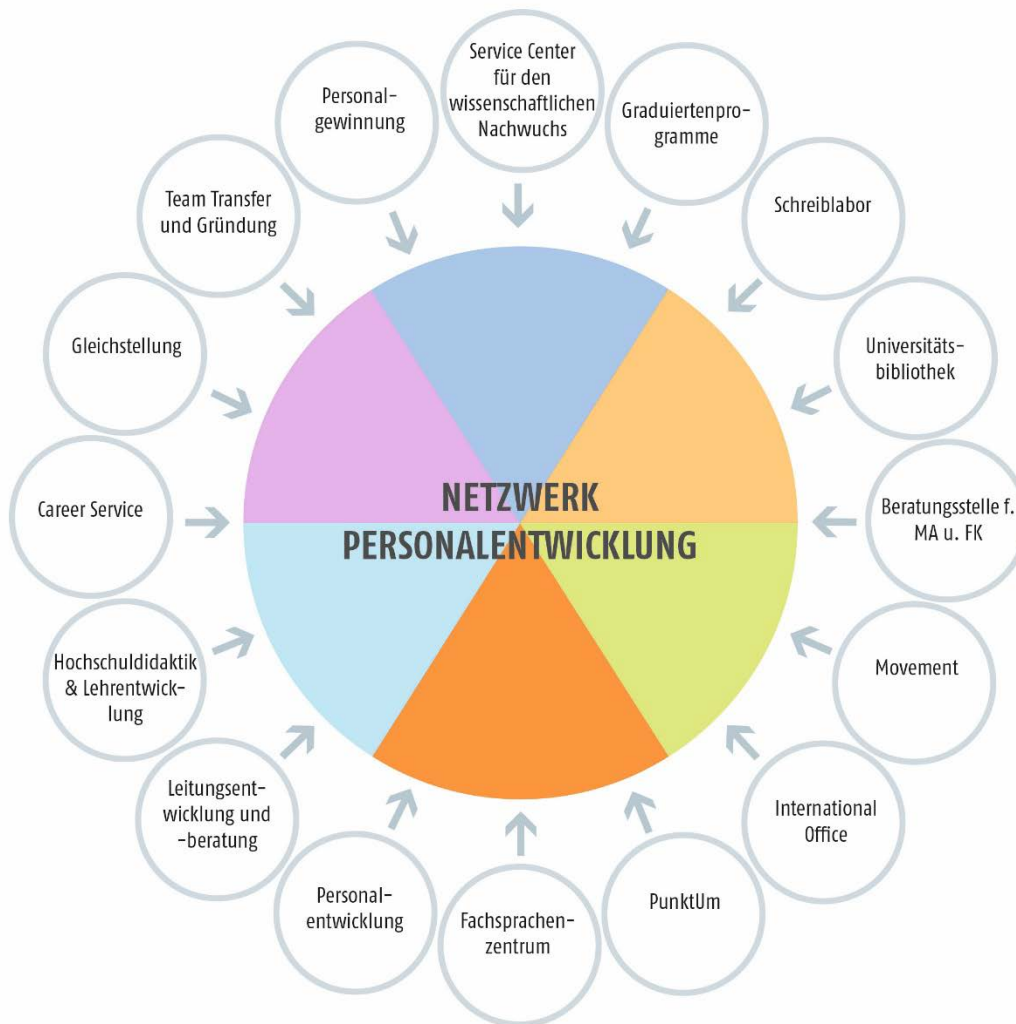 Service Center
für den
wissenschaftlichen
Nachwuchs
Graduiertenpro-
gramme
Schreiblabor
Universitäts-
bibliothek
Beratungsstelle f.
MA u. FK
Movement
International
Office
PunktUm
Fachsprachen-
zentrum
Personal-
entwicklung
Leitungsent-
wicklung und
-beratung
Hochschuldidaktik
& Lehrentwick-
lung
Career Service
Gleichstellung
Team Transfer
und Gründung
Personal-
gewinnung
NETZWERK
PERSONALENTWICKLUNG